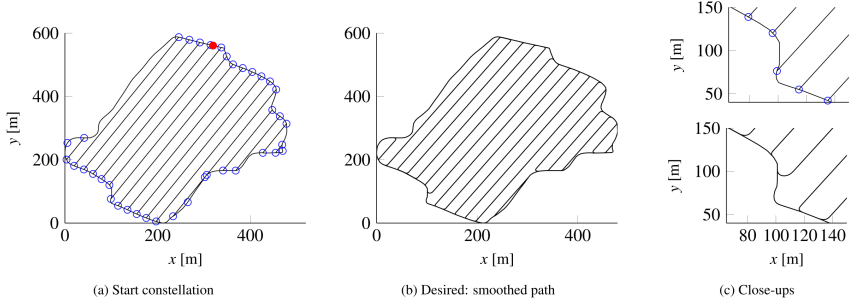 600
400
200
0
0
200
400
y [m]
x [m]
(a) Start constellation
600
400
200
0
0
200
400
y [m]
x [m]
(b) Desired: smoothed path
150
100
50
y [m]
150
100
50
80
100
120
140
y [m]
x [m]
(c) Close-ups